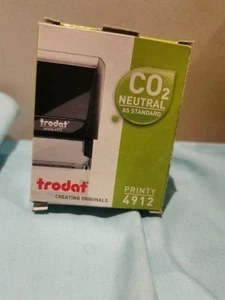 trodat
CO2
NEUTRAL
AS STANDARD
trodat
CREATING ORIGINALS
PRINTY
4912